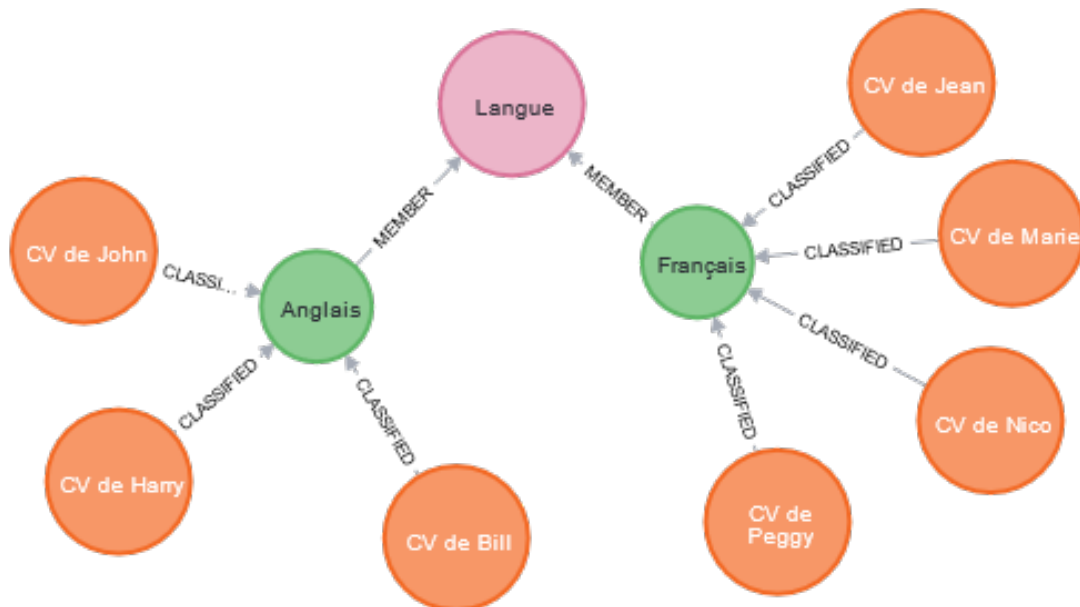 Langue
CV de Jean
MEMBER
MEMBER
CLASSIFIED
CV de John
CLASSI...
Anglais
Français
CLASSIFIED
CV de Marie
CLASSIFIED
CLASSIFIED
CLASSIFIED
CLASSIFIED
CV de Harry
CV de Bill
CV de
Peggy
CV de Nico